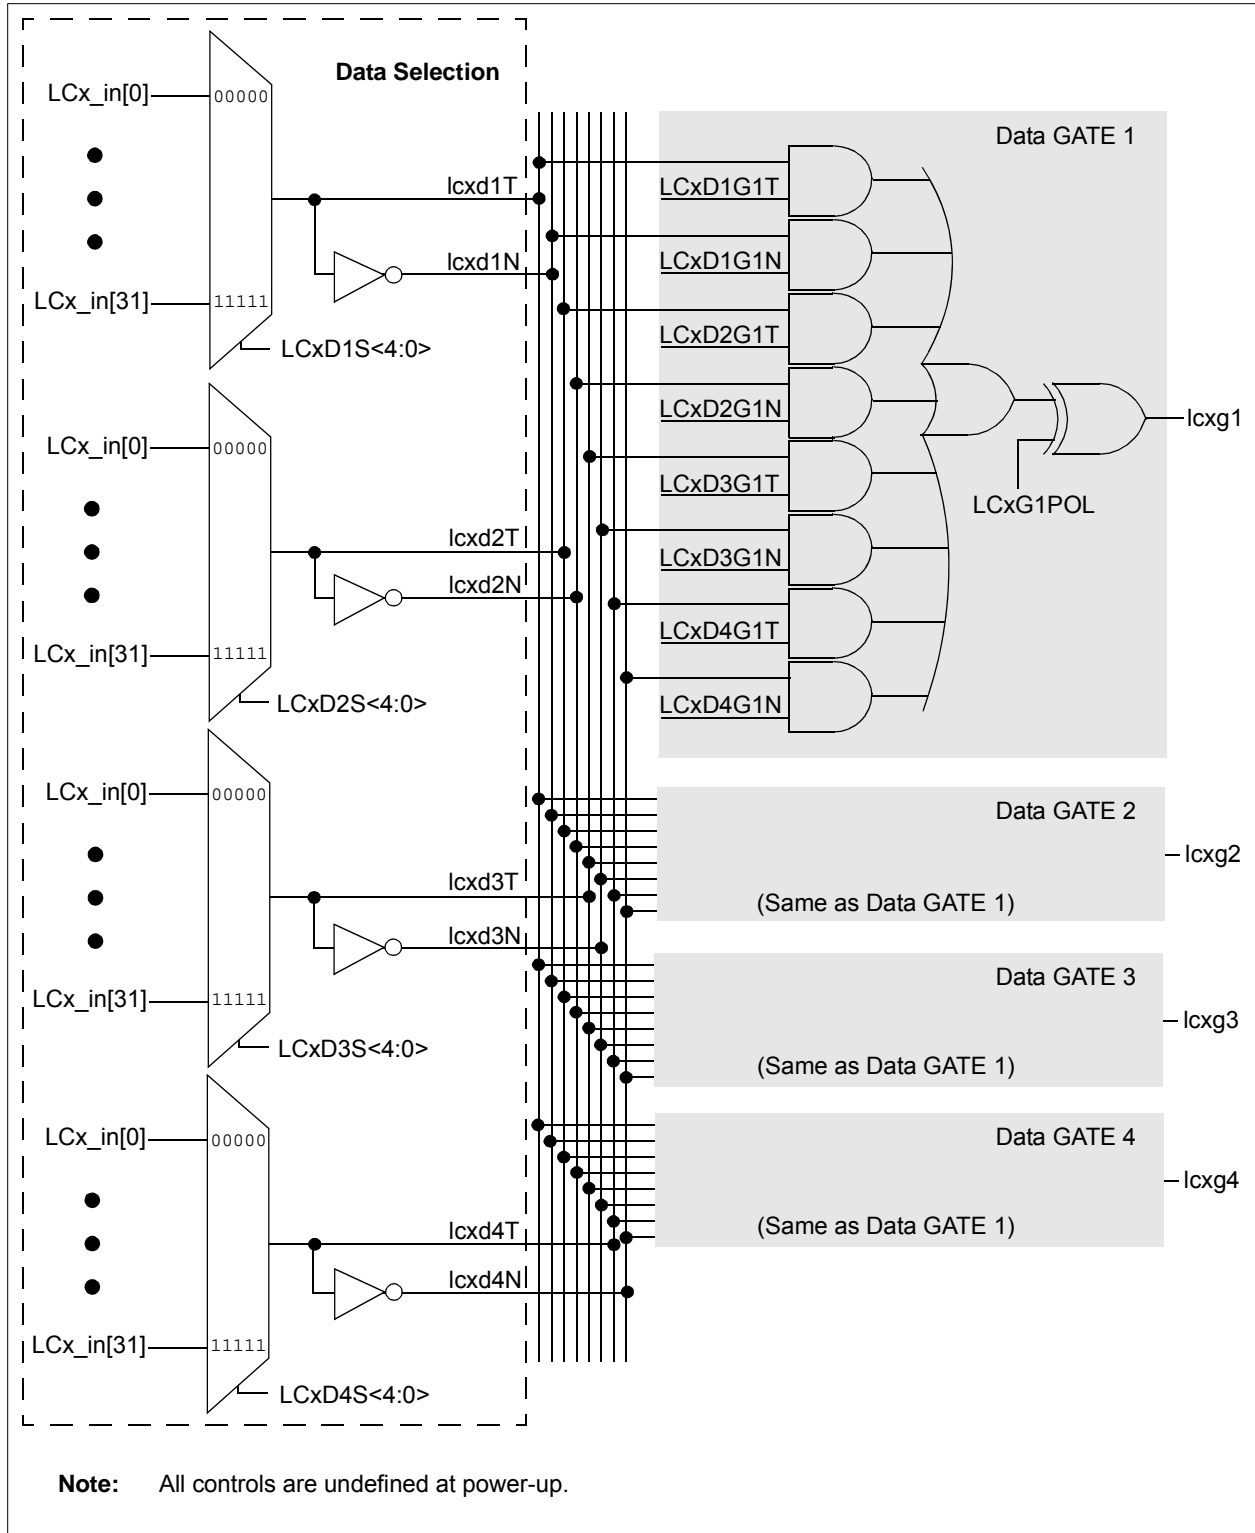 Data Selection
LCx_in[0]
00000
LCx_in[31]
11111
LCxD1S<4:0>
lcxd1T
lcxd1N
LCx_in[0]
00000
LCx_in[31]
11111
LCxD2S<4:0>
lcxd2T
lcxd2N
LCx_in[0]
00000
LCx_in[31]
11111
LCxD3S<4:0>
lcxd3T
lcxd3N
LCx_in[0]
00000
LCx_in[31]
11111
LCxD4S<4:0>
lcxd4T
lcxd4N
Data GATE 1
LCxD1G1T
LCxD1G1N
LCxD2G1T
LCxD2G1N
LCxD3G1T
LCxD3G1N
LCxD4G1T
LCxD4G1N
LCxG1POL
lcxg1
Data GATE 2
(Same as Data GATE 1)
lcxg2
Data GATE 3
(Same as Data GATE 1)
lcxg3
Data GATE 4
(Same as Data GATE 1)
lcxg4
Note: All controls are undefined at power-up.